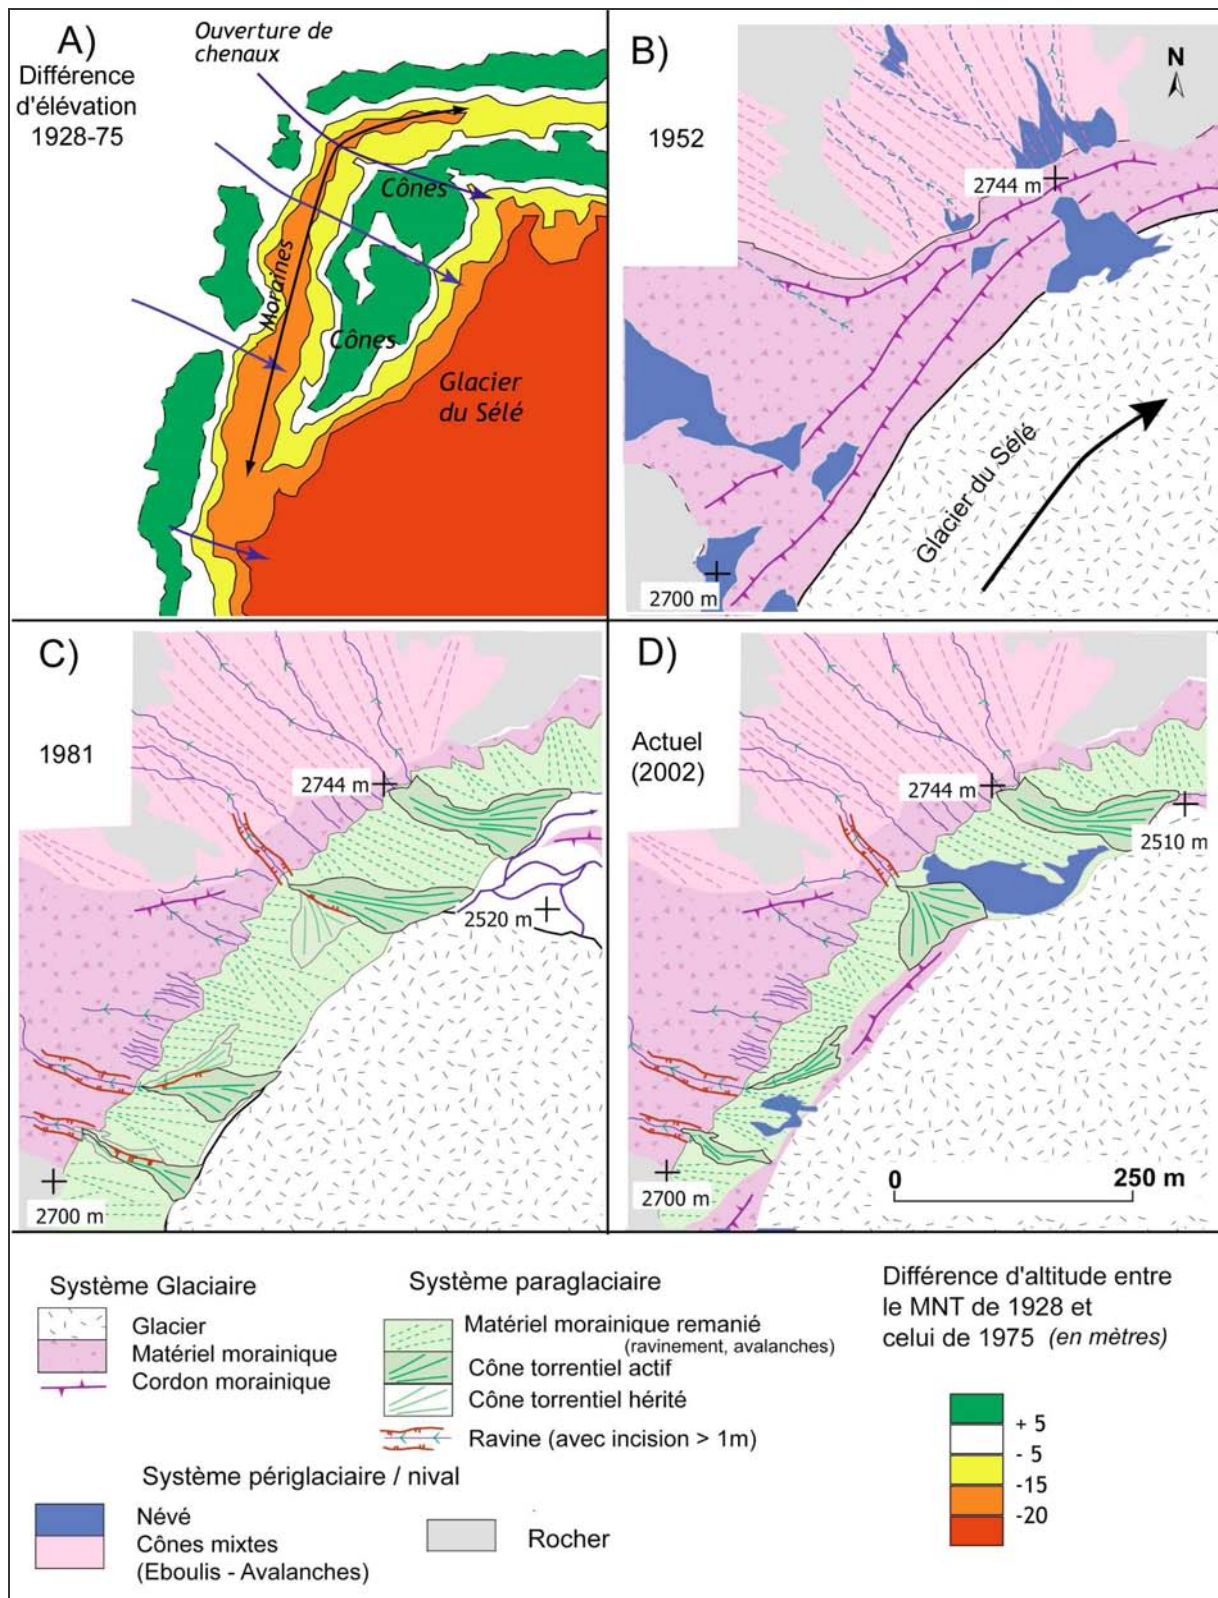 A)
Différence
d'élévation
1928-75
Ouverture de
chenaux
Cônes
Moraines
Cônes
Glacier
du Sélé
B)
1952
N
2744 m
Glacier du Sélé
2700 m
C)
1981
2744 m
2520 m
2700 m
D)
Actuel
(2002)
2744 m
2510 m
2700 m
0 250 m
Système Glaciaire
Glacier
Matériel morainique
Cordon morainique
Système périglaciaire / nival
Névé
Cônes mixtes
(Eboulis - Avalanches)
Système paraglaciaire
Matériel morainique remanié
(ravinement, avalanches)
Cône torrentiel actif
Cône torrentiel hérité
Ravine (avec incision > 1m)
Rocher
Différence d'altitude entre
le MNT de 1928 et
celui de 1975 (en mètres)
+ 5
- 5
-15
-20